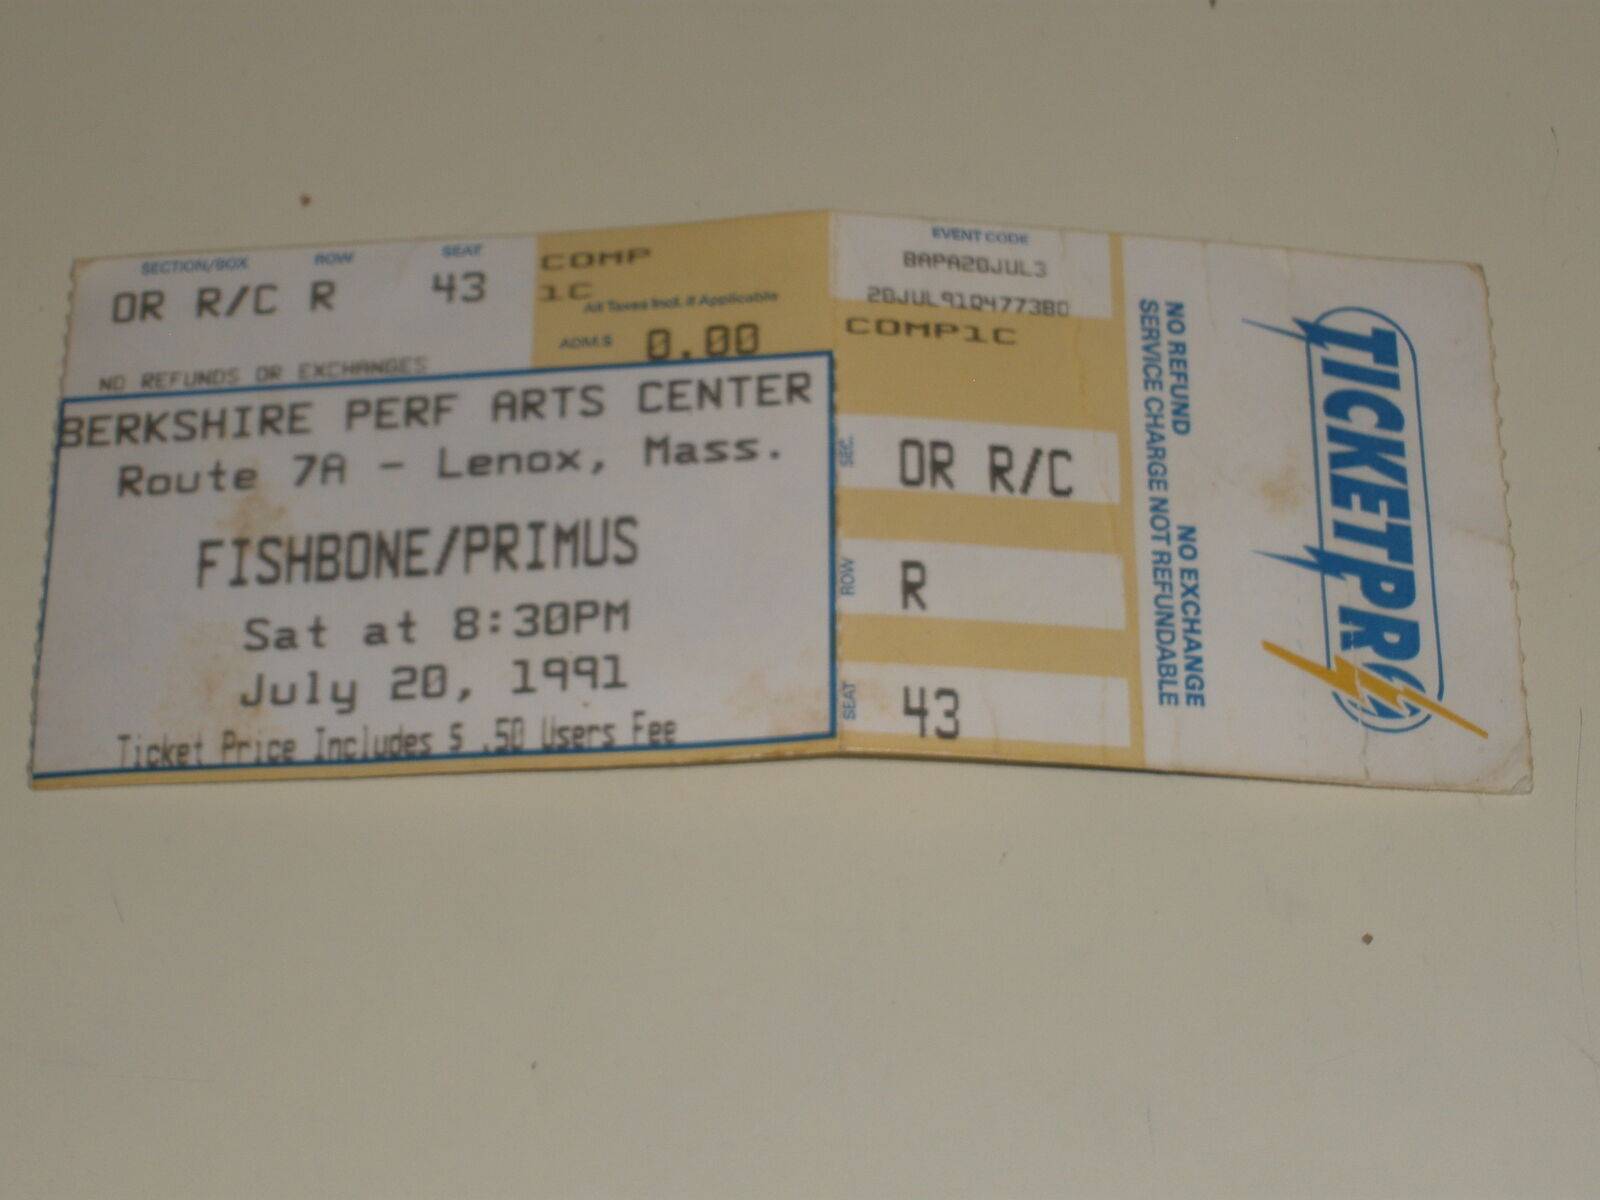 SECTION/BOX ROW SEAT
OR R/C R 43
NO REFUNDS OR EXCHANGES
COMP
1C
All Taxes Incl. if Applicable
ADM.$ 0.00
BERKSHIRE PERF ARTS CENTER
Route 7A - Lenox, Mass.
FISHBONE/PRIMUS
Sat at 8:30PM
July 20, 1991
Ticket Price Includes $ .50 Users Fee
EVENT CODE
BAPA20JUL3
20JUL91Q477380
COMP1C
OR R/C
ROW R
SEAT 43
NO REFUND NO EXCHANGE
SERVICE CHARGE NOT REFUNDABLE
TICKETPRO